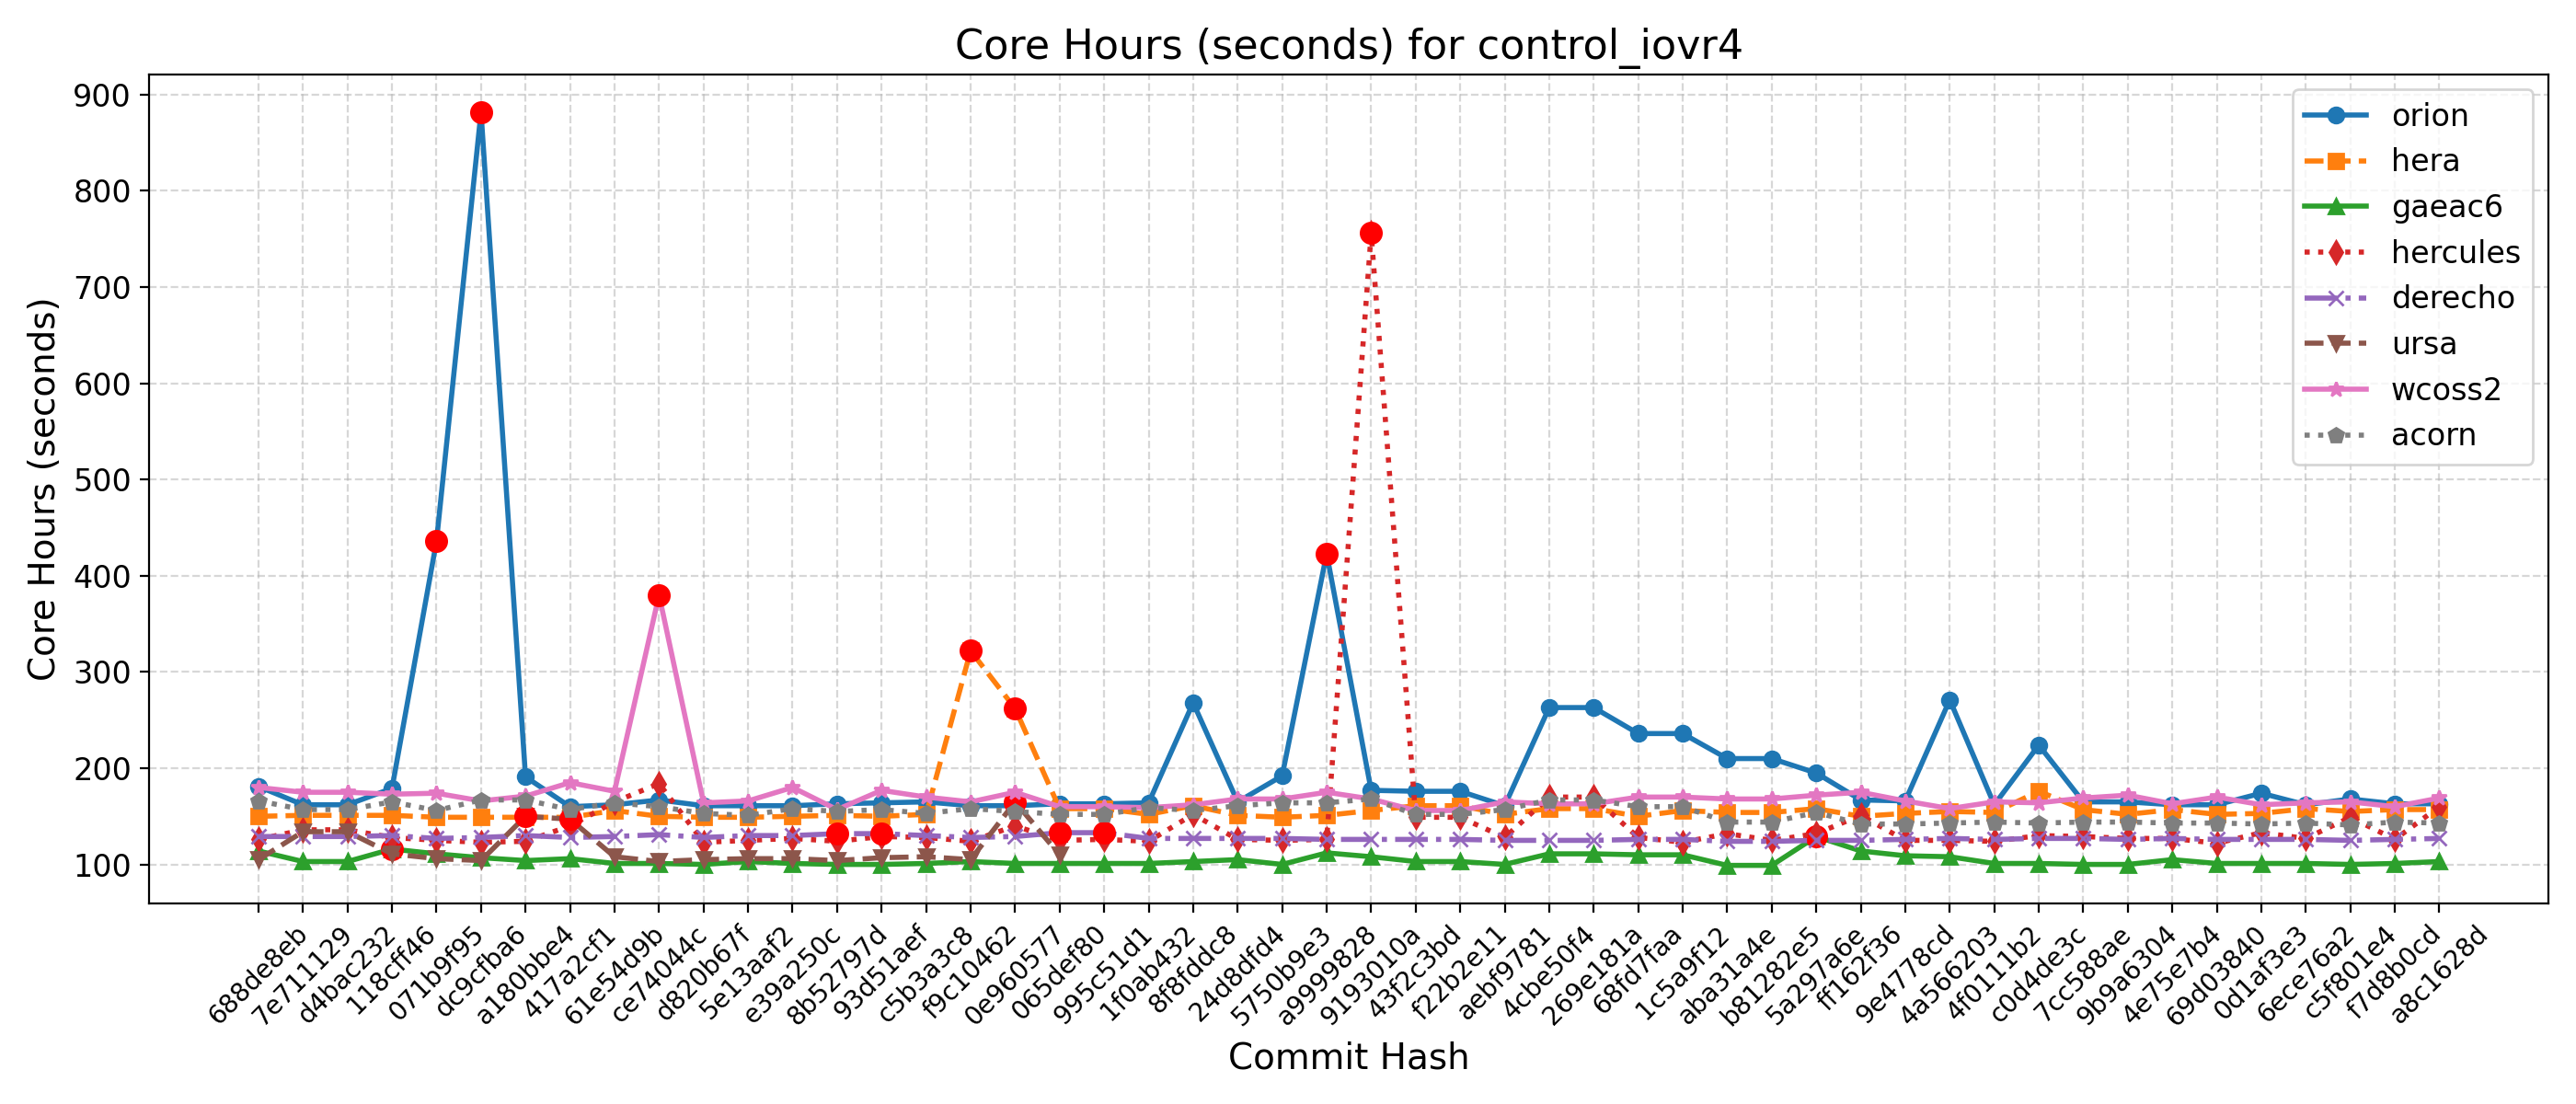 Core Hours (seconds) for control_iovr4
Core Hours (seconds)
900
800
700
600
500
400
300
200
100
orion
hera
gaeac6
hercules
derecho
ursa
wcoss2
acorn
688de8eb
7e711129
d4bac232
118cff46
071b9f95
dc9cfba6
a180bbe4
417a2cf1
61e54d9b
ce74044c
d820b67f
5e13aaf2
e39a250c
8b52797d
93d51aef
c5b3a3c8
f9c10462
0e960577
065def80
995c51d1
1f0ab432
8f8fddc8
24d8dfd4
5750b9e3
a9999828
9193010a
43f2c3bd
f22b2e11
aebf9781
4cbe50f4
269e181a
68fd7faa
1c5a9f12
aba31a4e
b81282e5
5a297a6e
ff162f36
9e4778cd
4a566203
4f0111b2
c0d4de3c
7cc588ae
9b9a6304
4e75e7b4
69d03840
0d1af3e3
6ece76a2
c5f801e4
f7d8b0cd
a8c1628d
Commit Hash